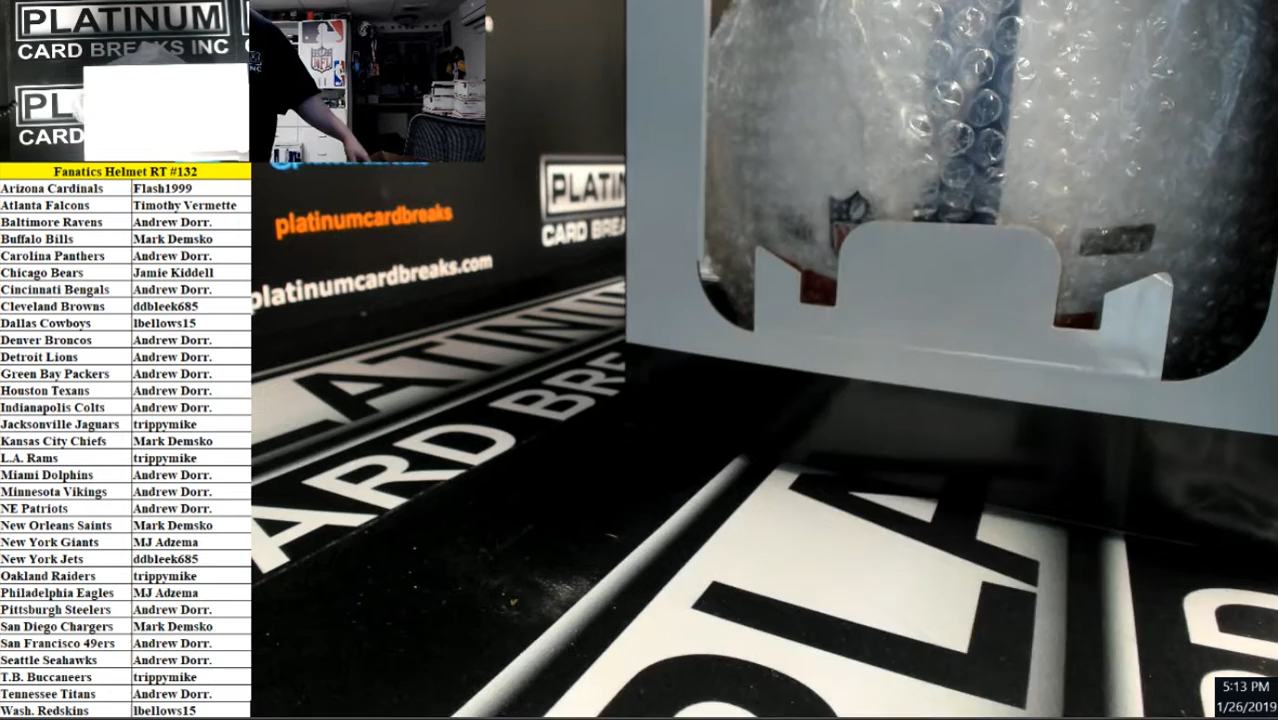 PLATINUM
CARD BREAKS INC
PL
CARD
NFL
Fanatics Helmet RT #132
Arizona Cardinals Flash1999
Atlanta Falcons Timothy Vermette
Baltimore Ravens Andrew Dorr.
Buffalo Bills Mark Demsko
Carolina Panthers Andrew Dorr.
Chicago Bears Jamie Kiddell
Cincinnati Bengals Andrew Dorr.
Cleveland Browns ddbleek685
Dallas Cowboys lbellows15
Denver Broncos Andrew Dorr.
Detroit Lions Andrew Dorr.
Green Bay Packers Andrew Dorr.
Houston Texans Andrew Dorr.
Indianapolis Colts Andrew Dorr.
Jacksonville Jaguars trippymike
Kansas City Chiefs Mark Demsko
L.A. Rams trippymike
Miami Dolphins Andrew Dorr.
Minnesota Vikings Andrew Dorr.
NE Patriots Andrew Dorr.
New Orleans Saints Mark Demsko
New York Giants MJ Adzema
New York Jets ddbleek685
Oakland Raiders trippymike
Philadelphia Eagles MJ Adzema
Pittsburgh Steelers Andrew Dorr.
San Diego Chargers Mark Demsko
San Francisco 49ers Andrew Dorr.
Seattle Seahawks Andrew Dorr.
T.B. Buccaneers trippymike
Tennessee Titans Andrew Dorr.
Wash. Redskins lbellows15
platinumcardbreaks
platinumcardbreaks.com
PLATIN
CARD BREA
LATINU
ARD BRE
PLA
5:13 PM
1/26/2019